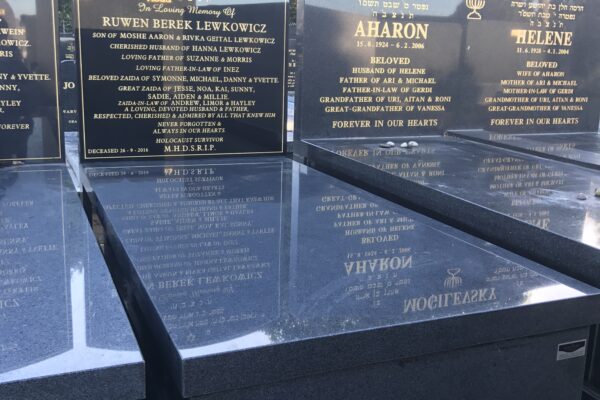 In Loving Memory Of
RUWEN BEREK LEWKOWICZ
SON OF MOSHE AARON & RIVKA GEITAL LEWKOWICZ
CHERISHED HUSBAND OF HANNA LEWKOWICZ
LOVING FATHER OF SUZANNE & MORRIS
LOVING FATHER-IN-LAW OF INEZ
BELOVED ZAIDA OF SYMONNE, MICHAEL, DANNY & YVETTE
GREAT ZAIDA OF JESSE, NOA, KAI, SUNNY,
SADIE, AIDEN & MILLIE.
ZAIDA-IN-LAW OF ANDREW, LIMOR & HAYLEY
A LOVING, DEVOTED HUSBAND & FATHER,
RESPECTED, CHERISHED & ADMIRED BY ALL THAT KNEW HIM
NEVER FORGOTTEN &
ALWAYS IN OUR HEARTS
HOLOCAUST SURVIVOR
M.H.D.S.R.I.P.
DECEASED 26 - 9 - 2016
& YVETTE
FOREVER
JO
נ צ ב ה
AHARON
15.8.1924 - 6.2.2006
BELOVED
HUSBAND OF HELENE
FATHER OF ARI & MICHAEL
FATHER-IN-LAW OF GERDI
GRANDFATHER OF URI, AITAN & RONI
GREAT-GRANDFATHER OF VANESSA
FOREVER IN OUR HEARTS
HELENE
11.6.1928 - 4.3.2004
BELOVED
WIFE OF AHARON
MOTHER OF ARI & MICHAEL
MOTHER-IN-LAW OF GERDI
GRANDMOTHER OF URI, AITAN & RONI
GREAT-GRANDMOTHER OF VANESSA
FOREVER IN OUR HEARTS
MOGILEVSKY